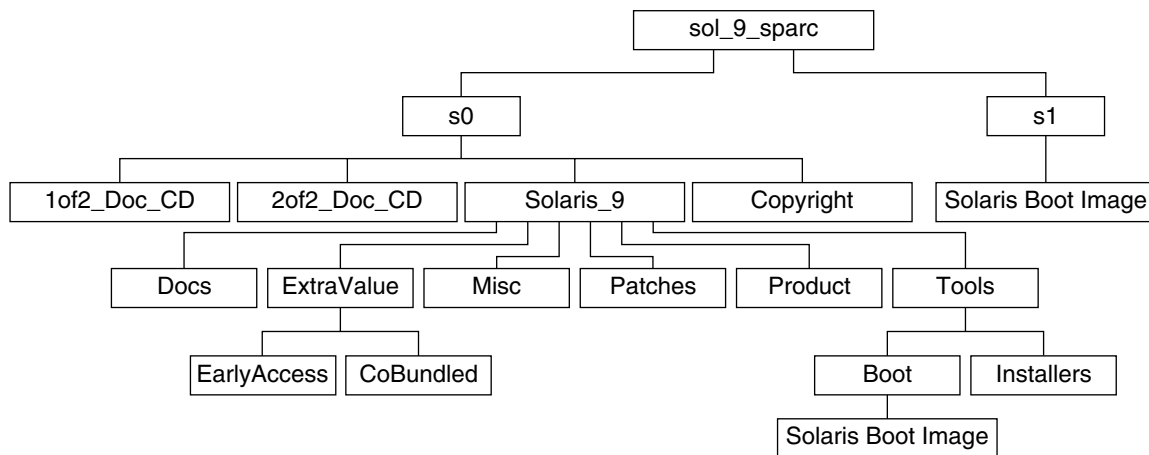 sol_9_sparc
s0
s1
1of2_Doc_CD
2of2_Doc_CD
Solaris_9
Copyright
Solaris Boot Image
Docs
ExtraValue
Misc
Patches
Product
Tools
EarlyAccess
CoBundled
Boot
Installers
Solaris Boot Image